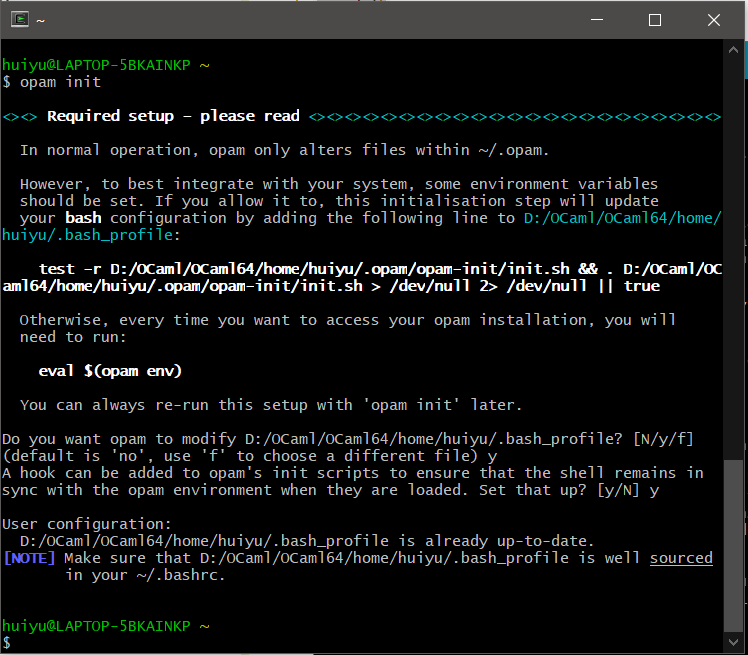 ~
huiyu@LAPTOP-5BKAINKP ~
$ opam init
<><> Required setup - please read <><><><><><><><><><><><><><><><><><><><><><><>
In normal operation, opam only alters files within ~/.opam.
However, to best integrate with your system, some environment variables
should be set. If you allow it to, this initialisation step will update
your bash configuration by adding the following line to D:/OCaml/OCaml64/home/
huiyu/.bash_profile:
test -r D:/OCaml/OCaml64/home/huiyu/.opam/opam-init/init.sh && . D:/OCaml/OC
aml64/home/huiyu/.opam/opam-init/init.sh > /dev/null 2> /dev/null || true
Otherwise, every time you want to access your opam installation, you will
need to run:
eval $(opam env)
You can always re-run this setup with 'opam init' later.
Do you want opam to modify D:/OCaml/OCaml64/home/huiyu/.bash_profile? [N/y/f]
(default is 'no', use 'f' to choose a different file) y
A hook can be added to opam's init scripts to ensure that the shell remains in
sync with the opam environment when they are loaded. Set that up? [y/N] y
User configuration:
D:/OCaml/OCaml64/home/huiyu/.bash_profile is already up-to-date.
[NOTE] Make sure that D:/OCaml/OCaml64/home/huiyu/.bash_profile is well sourced
in your ~/.bashrc.
huiyu@LAPTOP-5BKAINKP ~
$